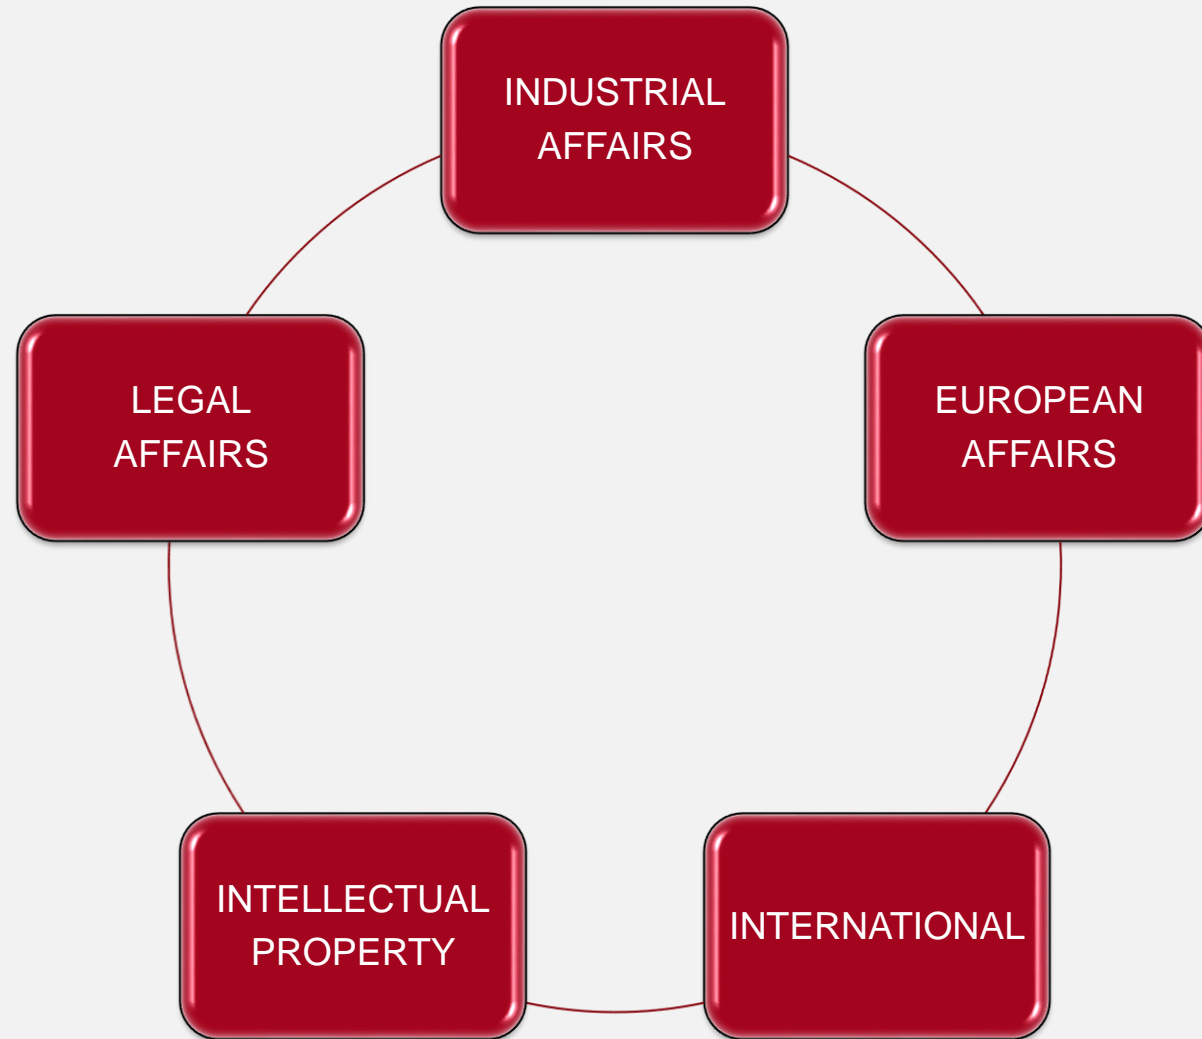 INDUSTRIAL
AFFAIRS
LEGAL
AFFAIRS
EUROPEAN
AFFAIRS
INTELLECTUAL
PROPERTY
INTERNATIONAL